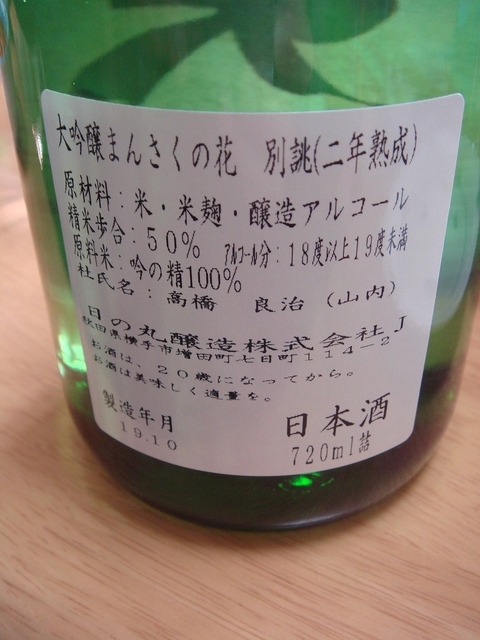 大吟醸まんさくの花 別誂(二年熟成)
原材料:米・米麹・醸造アルコール
精米歩合:50% アルコール分:18度以上19度未満
原料米:吟の精100%
杜氏名:高橋 良治(山内)
日の丸醸造株式会社J
秋田県横手市増田町七日町114-2
お酒は、20歳になってから。
お酒は美味しく適量を。
製造年月
19.10
日本酒
720ml詰